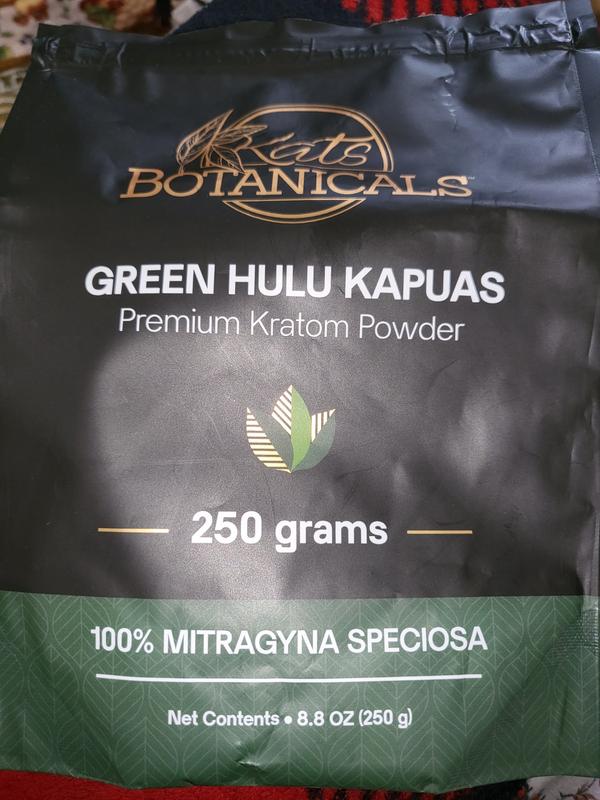 Kats
BOTANICALS
GREEN HULU KAPUAS
Premium Kratom Powder
250 grams
100% MITRAGYNA SPECIOSA
Net Contents • 8.8 OZ (250 g)